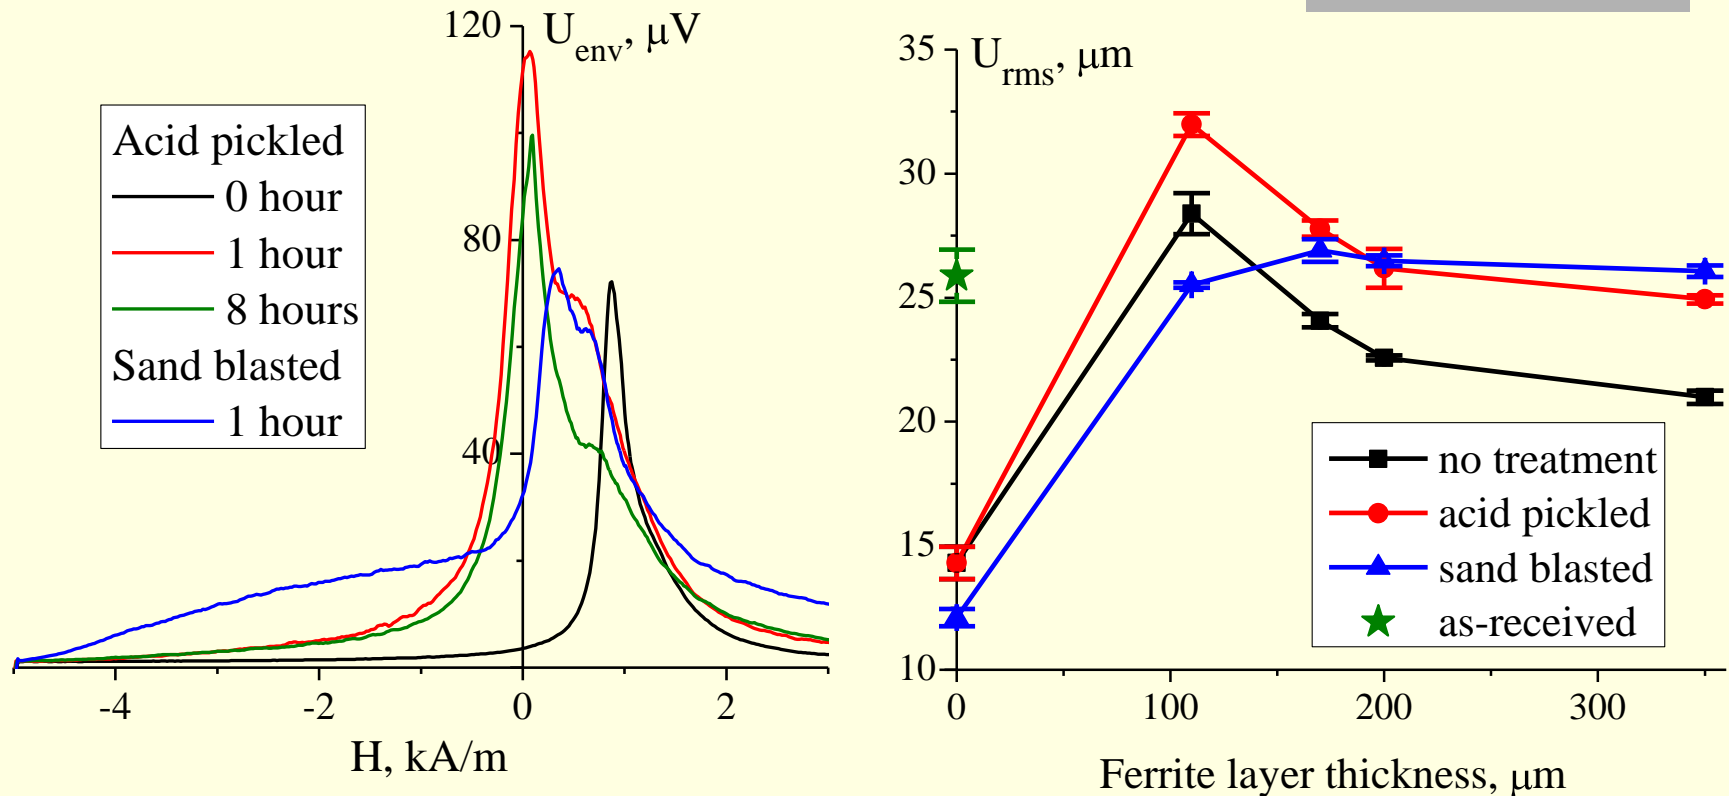 120
U_env, μV
80
40
Acid pickled
0 hour
1 hour
8 hours
Sand blasted
1 hour
-4
-2
0
2
H, kA/m
35
U_rms, μm
30
25
20
15
10
no treatment
acid pickled
sand blasted
as-received
0
100
200
300
Ferrite layer thickness, μm